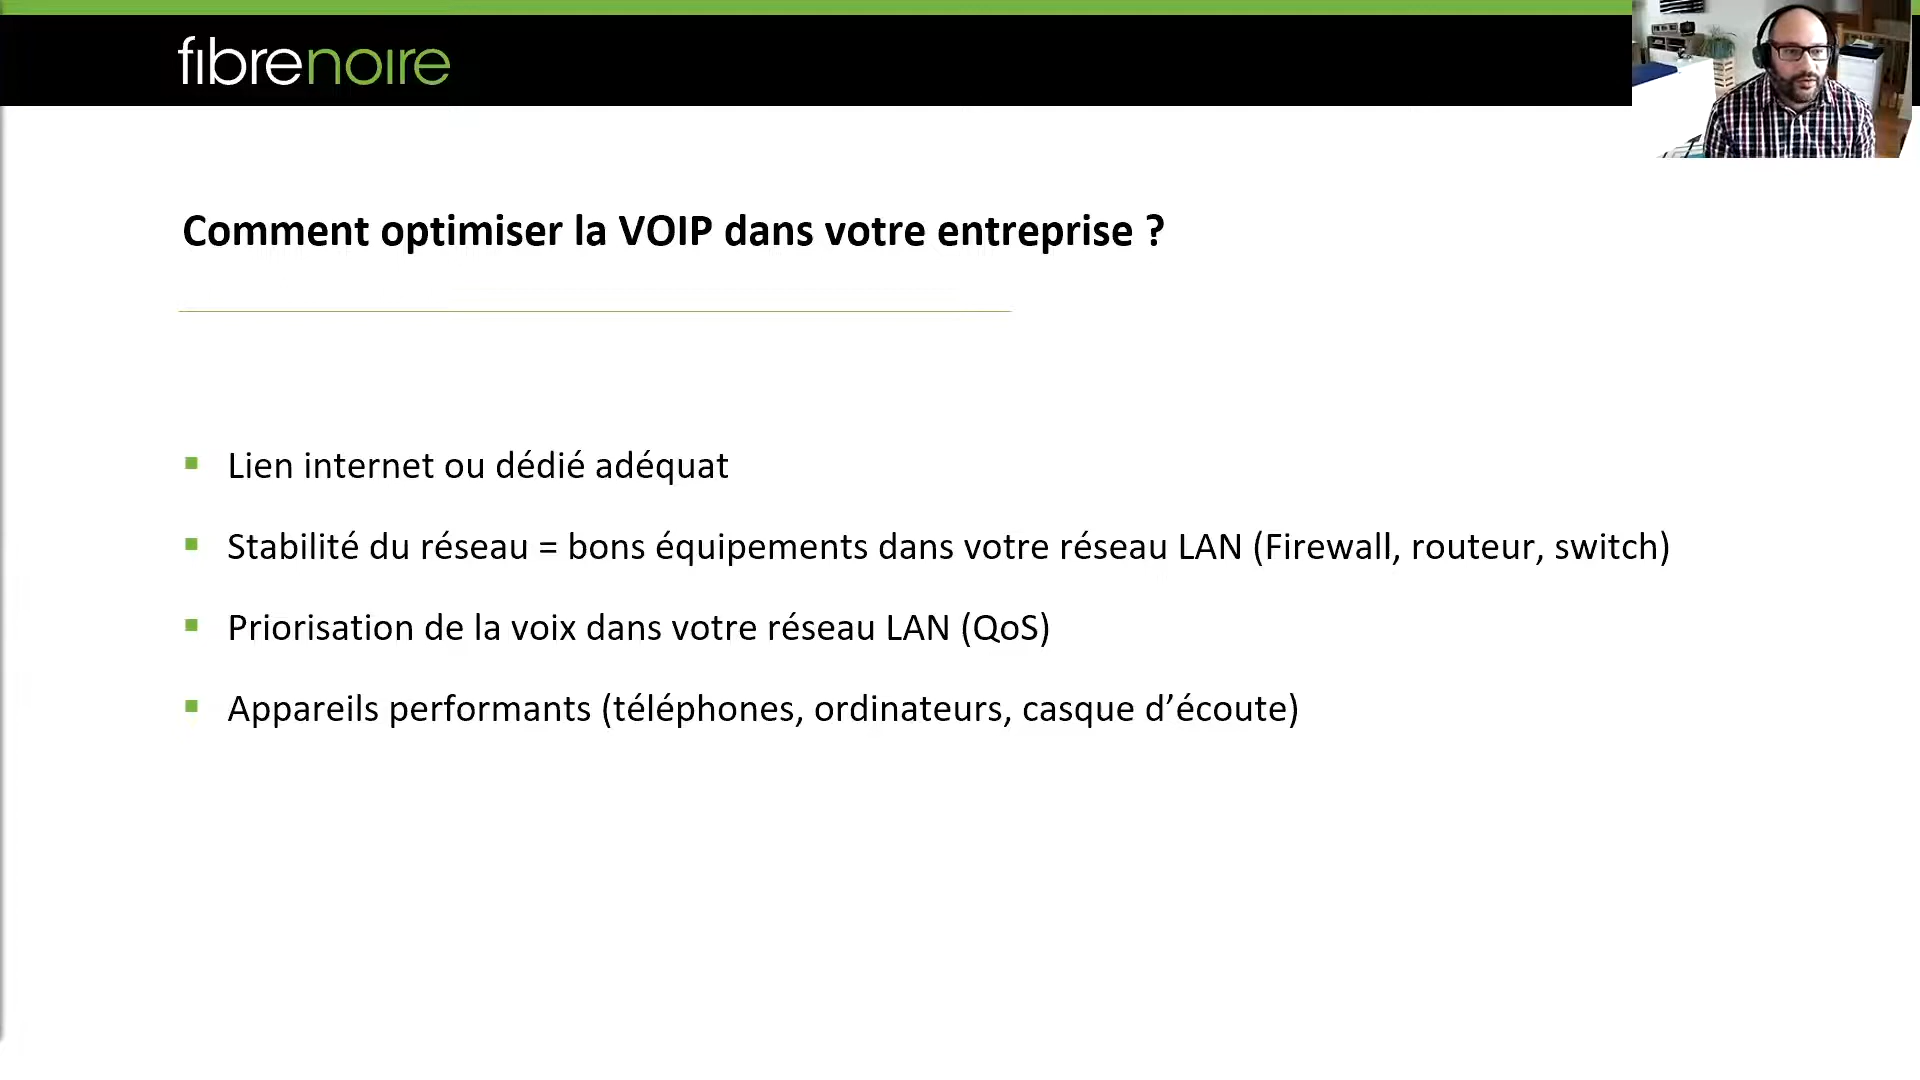 fibrenoire
Comment optimiser la VOIP dans votre entreprise ?
Lien internet ou dédié adéquat
Stabilité du réseau = bons équipements dans votre réseau LAN (Firewall, routeur, switch)
Priorisation de la voix dans votre réseau LAN (QoS)
Appareils performants (téléphones, ordinateurs, casque d’écoute)